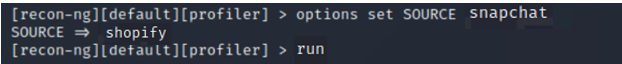 [recon-ng][default][profiler] > options set SOURCE snapchat
SOURCE ⇒ shopify
[recon-ng][default][profiler] > run